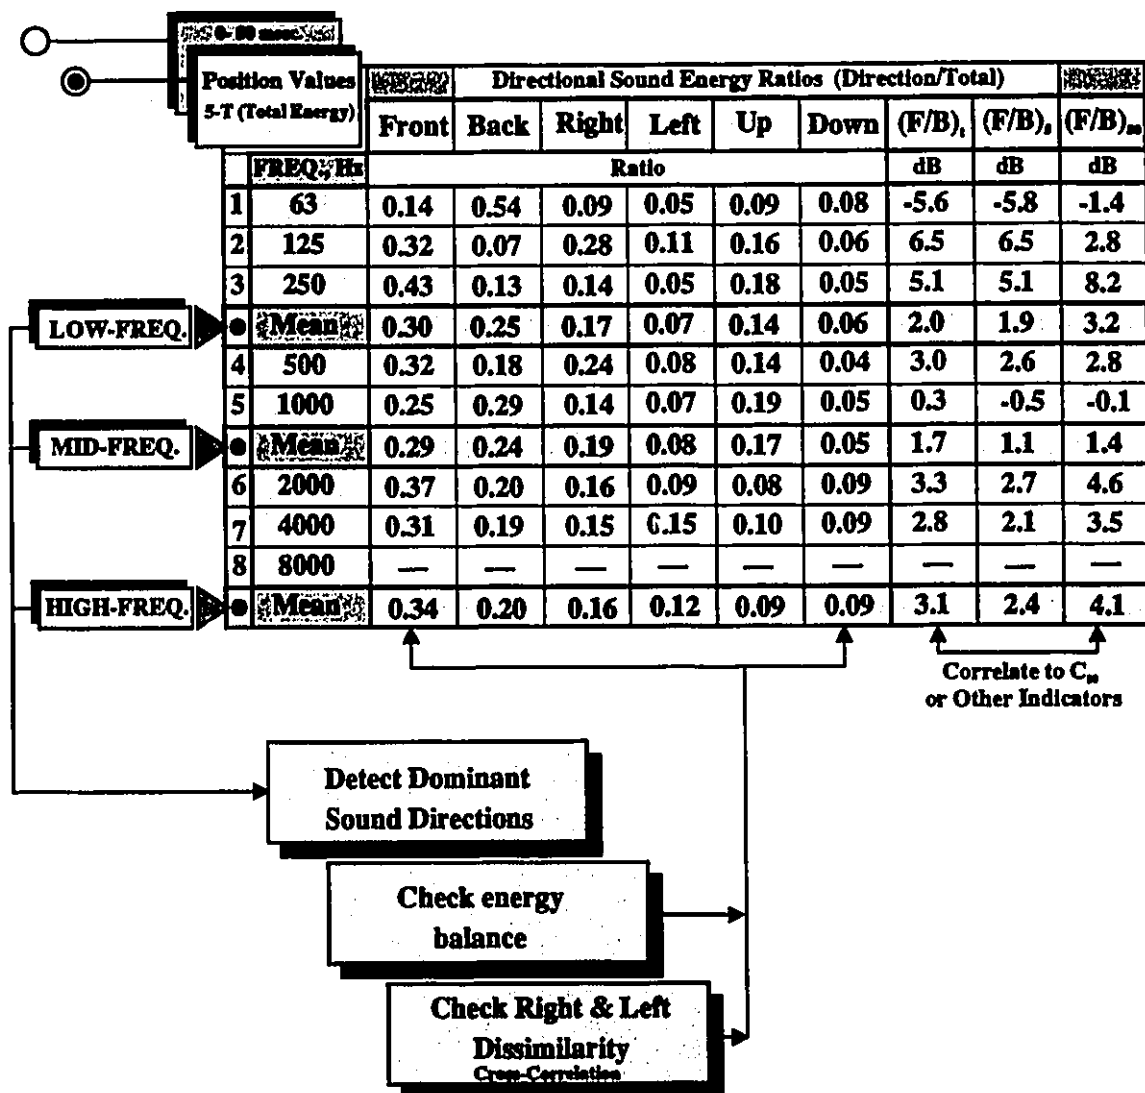 0- 80 msec.
Position Values
5-T (Total Energy)
Directional Sound Energy Ratios (Direction/Total)
Front Back Right Left Up Down (F/B)t (F/B)s (F/B)80
FREQ., Hz Ratio dB dB dB
1 63 0.14 0.54 0.09 0.05 0.09 0.08 -5.6 -5.8 -1.4
2 125 0.32 0.07 0.28 0.11 0.16 0.06 6.5 6.5 2.8
3 250 0.43 0.13 0.14 0.05 0.18 0.05 5.1 5.1 8.2
LOW-FREQ. Mean 0.30 0.25 0.17 0.07 0.14 0.06 2.0 1.9 3.2
4 500 0.32 0.18 0.24 0.08 0.14 0.04 3.0 2.6 2.8
5 1000 0.25 0.29 0.14 0.07 0.19 0.05 0.3 -0.5 -0.1
MID-FREQ. Mean 0.29 0.24 0.19 0.08 0.17 0.05 1.7 1.1 1.4
6 2000 0.37 0.20 0.16 0.09 0.08 0.09 3.3 2.7 4.6
7 4000 0.31 0.19 0.15 0.15 0.10 0.09 2.8 2.1 3.5
8 8000 — — — — — — — — —
HIGH-FREQ. Mean 0.34 0.20 0.16 0.12 0.09 0.09 3.1 2.4 4.1
Correlate to C80
or Other Indicators
Detect Dominant
Sound Directions
Check energy
balance
Check Right & Left
Dissimilarity
Cross-Correlation